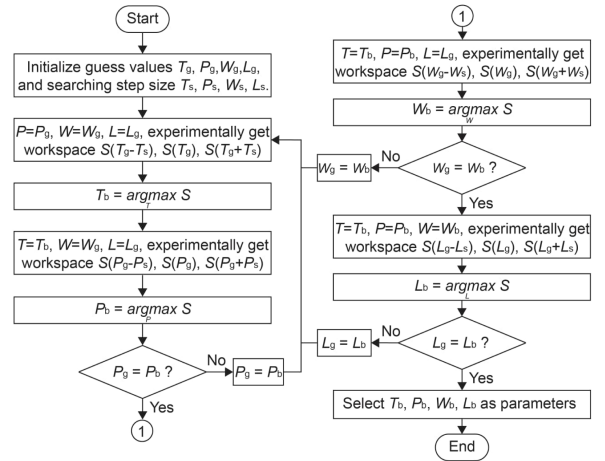 Start
Initialize guess values Tg, Pg,Wg,Lg,
and searching step size Ts, Ps, Ws, Ls.
P=Pg, W=Wg, L=Lg, experimentally get
workspace S(Tg-Ts), S(Tg), S(Tg+Ts)
Tb = argmax S
T
T=Tb, W=Wg, L=Lg, experimentally get
workspace S(Pg-Ps), S(Pg), S(Pg+Ps)
Pb = argmax S
P
Pg = Pb ?
No
Pg = Pb
Yes
1
1
T=Tb, P=Pb, L=Lg, experimentally get
workspace S(Wg-Ws), S(Wg), S(Wg+Ws)
Wb = argmax S
W
Wg = Wb ?
No
Wg = Wb
Yes
T=Tb, P=Pb, W=Wb, experimentally get
workspace S(Lg-Ls), S(Lg), S(Lg+Ls)
Lb = argmax S
L
Lg = Lb ?
No
Lg = Lb
Yes
Select Tb, Pb, Wb, Lb as parameters
End